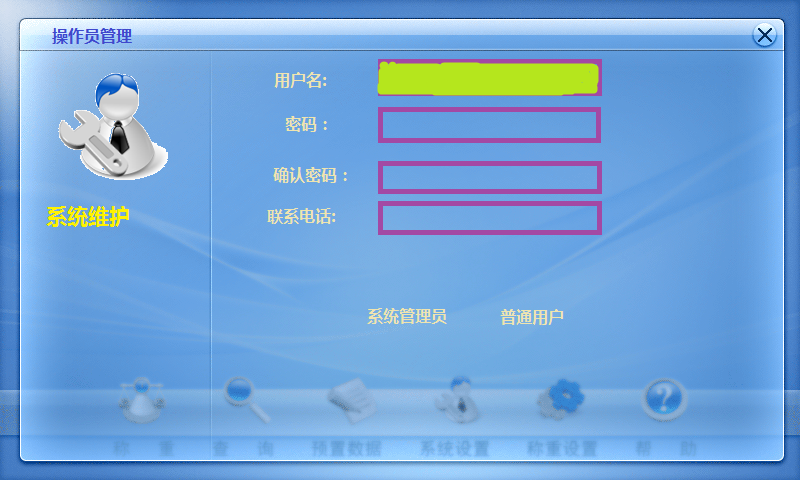 操作员管理
用户名:
密码：
确认密码：
系统维护
联系电话:
系统管理员 普通用户
称 重 查 询 预置数据 系统设置 称重设置 帮 助